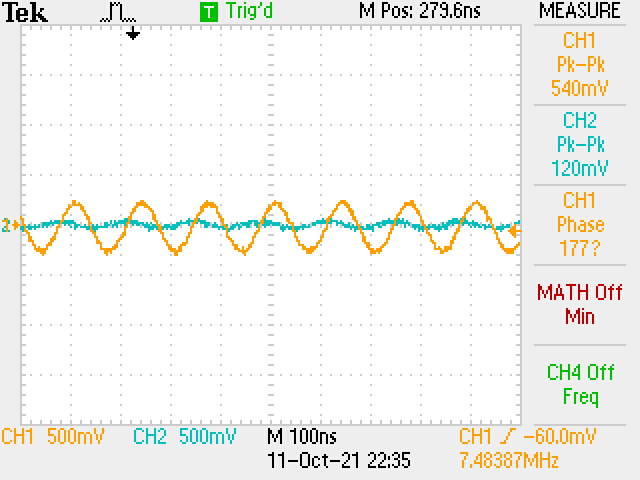 Tek T Trig'd M Pos: 279.6ns MEASURE
CH1
Pk-Pk
540mV
CH2
Pk-Pk
120mV
CH1
Phase
177?
MATH Off
Min
CH4 Off
Freq
CH1 500mV CH2 500mV M 100ns CH1 -60.0mV
11-Oct-21 22:35 7.48387MHz